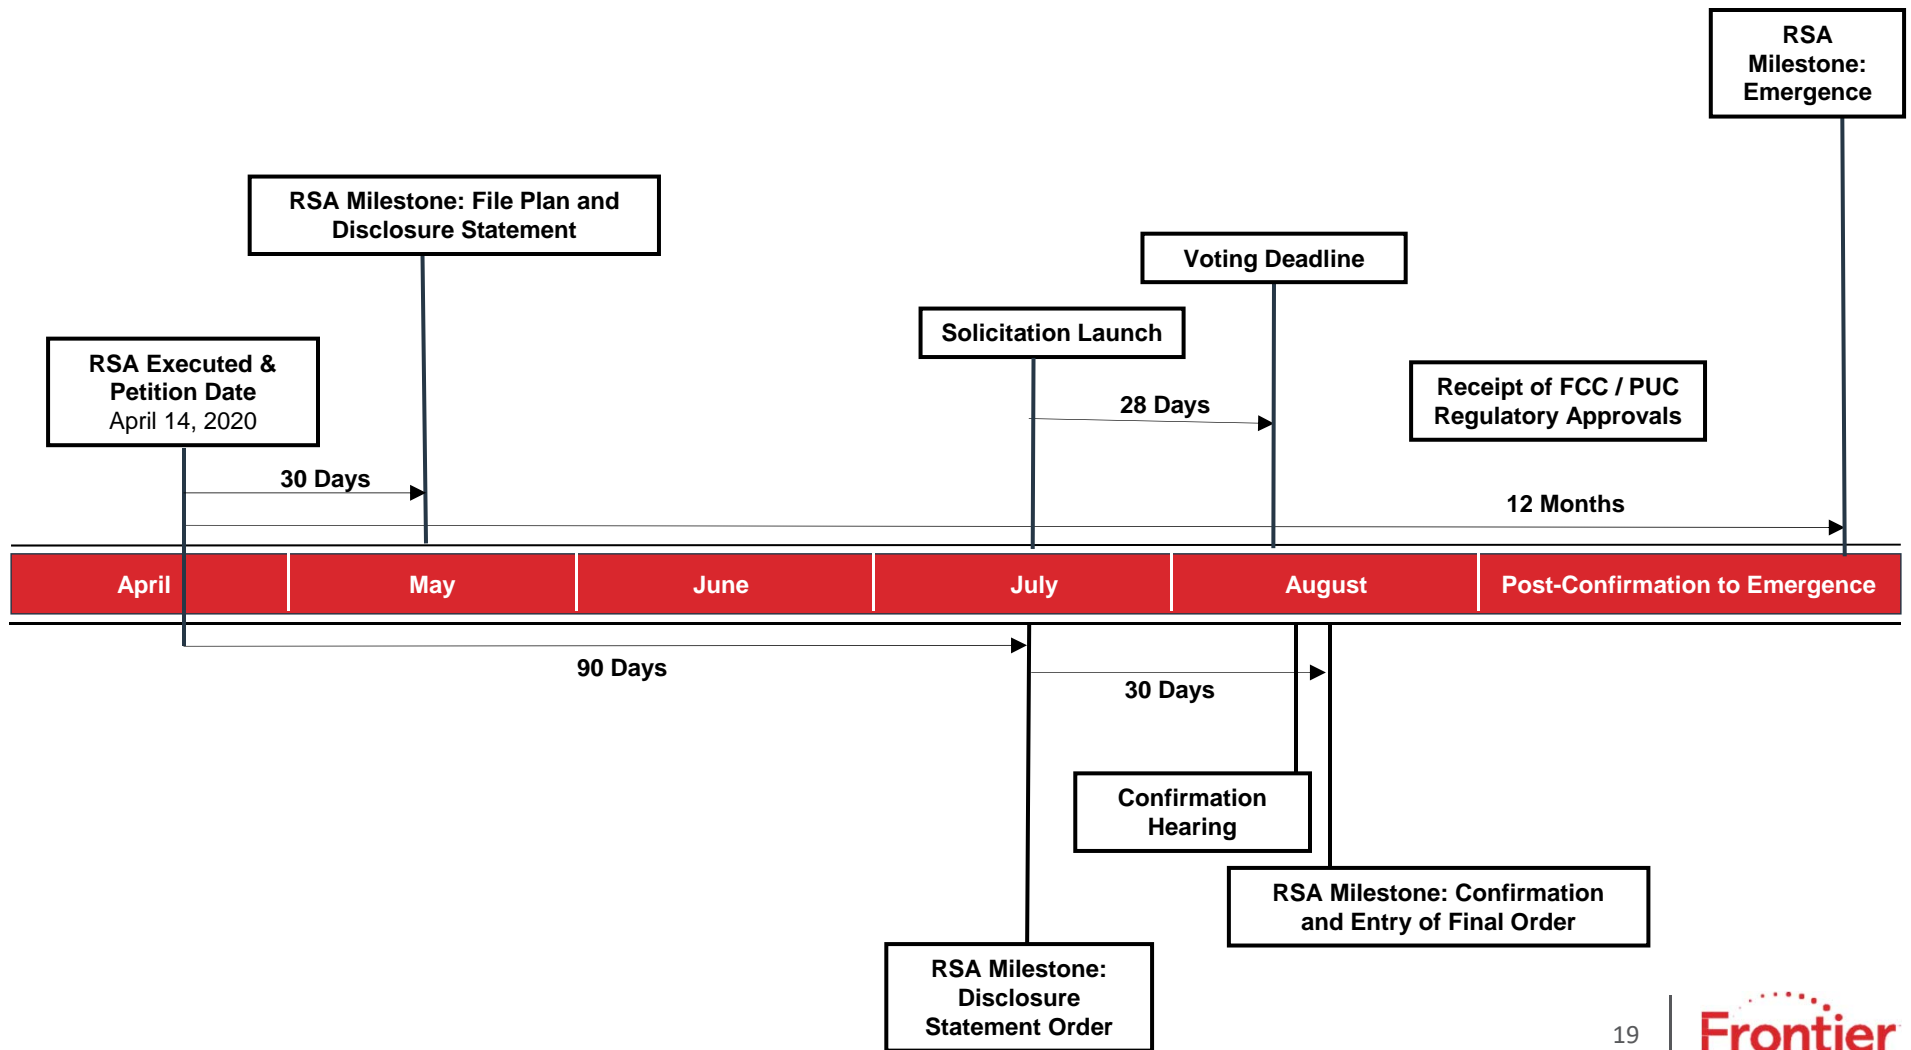 RSA
Milestone:
Emergence
RSA Milestone: File Plan and
Disclosure Statement
Voting Deadline
Solicitation Launch
RSA Executed &
Petition Date
April 14, 2020
Receipt of FCC / PUC
Regulatory Approvals
28 Days
30 Days
12 Months
April
May
June
July
August
Post-Confirmation to Emergence
90 Days
30 Days
Confirmation
Hearing
RSA Milestone: Confirmation
and Entry of Final Order
RSA Milestone:
Disclosure
Statement Order
19
Frontier